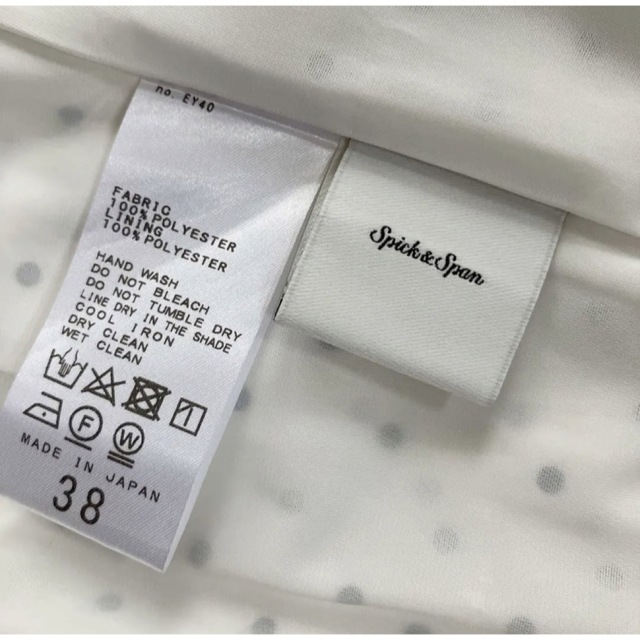 no. EY40
FABRIC
100%POLYESTER
LINING
100%POLYESTER
HAND WASH
DO NOT BLEACH
DO NOT TUMBLE DRY
LINE DRY IN THE SHADE
COOL IRON
DRY CLEAN
WET CLEAN
F
W
MADE IN JAPAN
38
Spick&Span